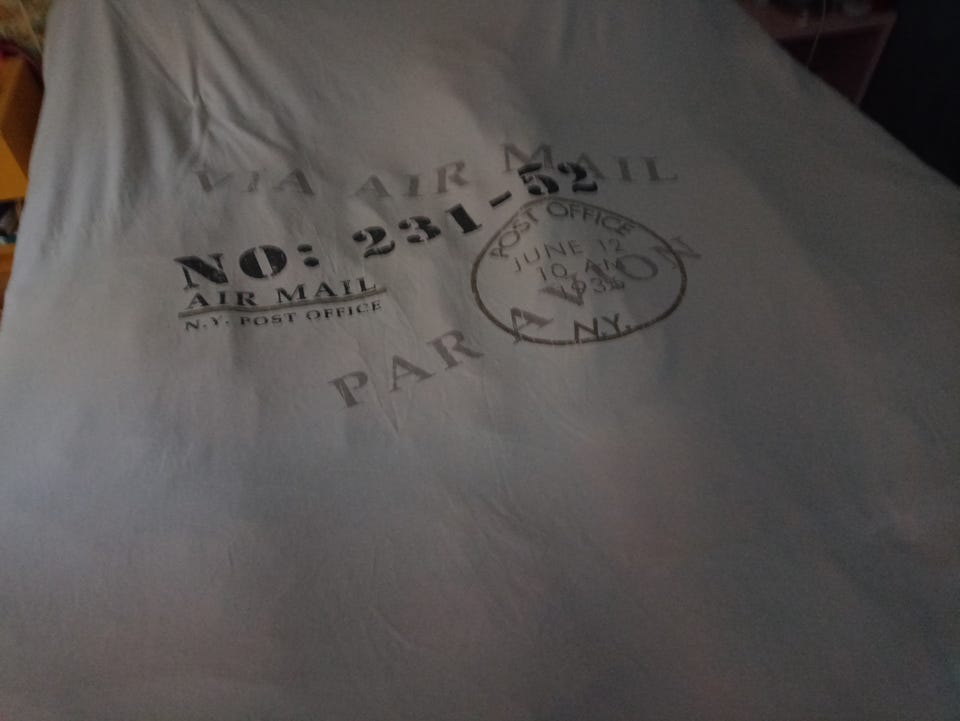 VIA AIR MAIL
NO: 231-52
AIR MAIL
N.Y. POST OFFICE
POST OFFICE
JUNE 12
10 AM
N.Y.
PAR AVION